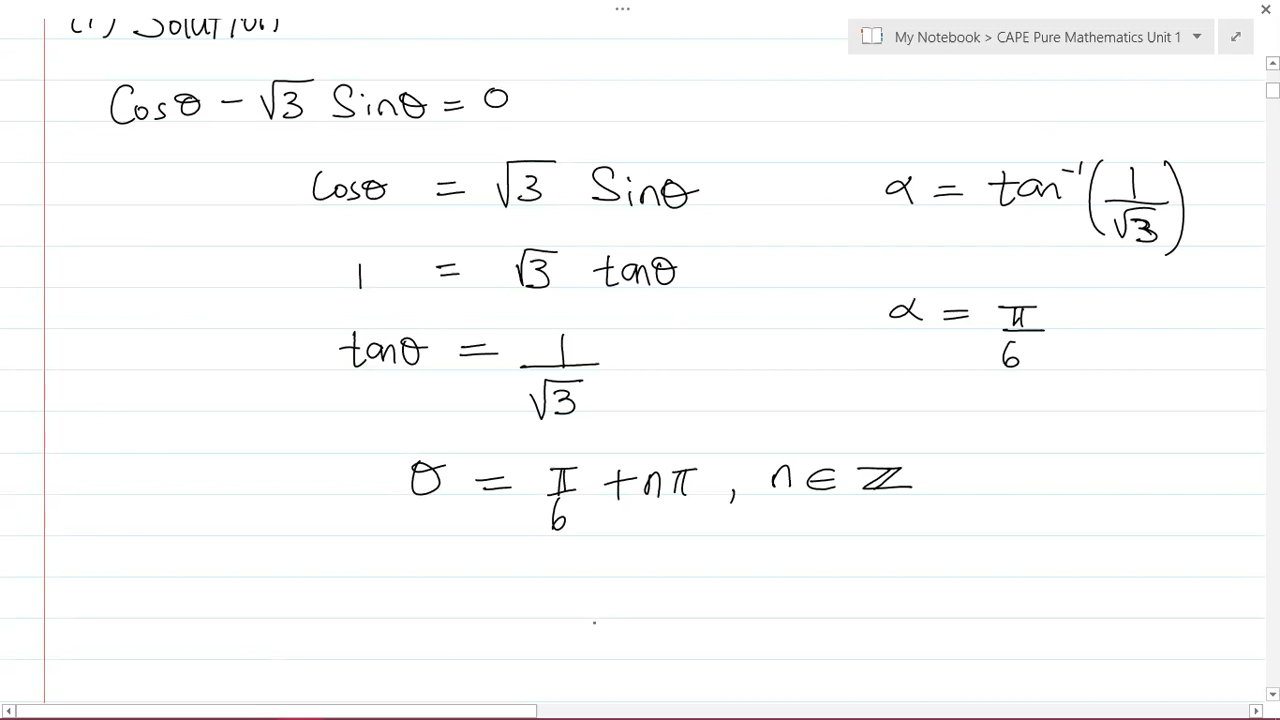 (i) Solution
My Notebook > CAPE Pure Mathematics Unit 1
Cosθ - √3 Sinθ = 0
Cosθ = √3 Sinθ
α = tan⁻¹(1/√3)
1 = √3 tanθ
α = π/6
tanθ = 1/√3
θ = π/6 + nπ, n ∈ ℤ